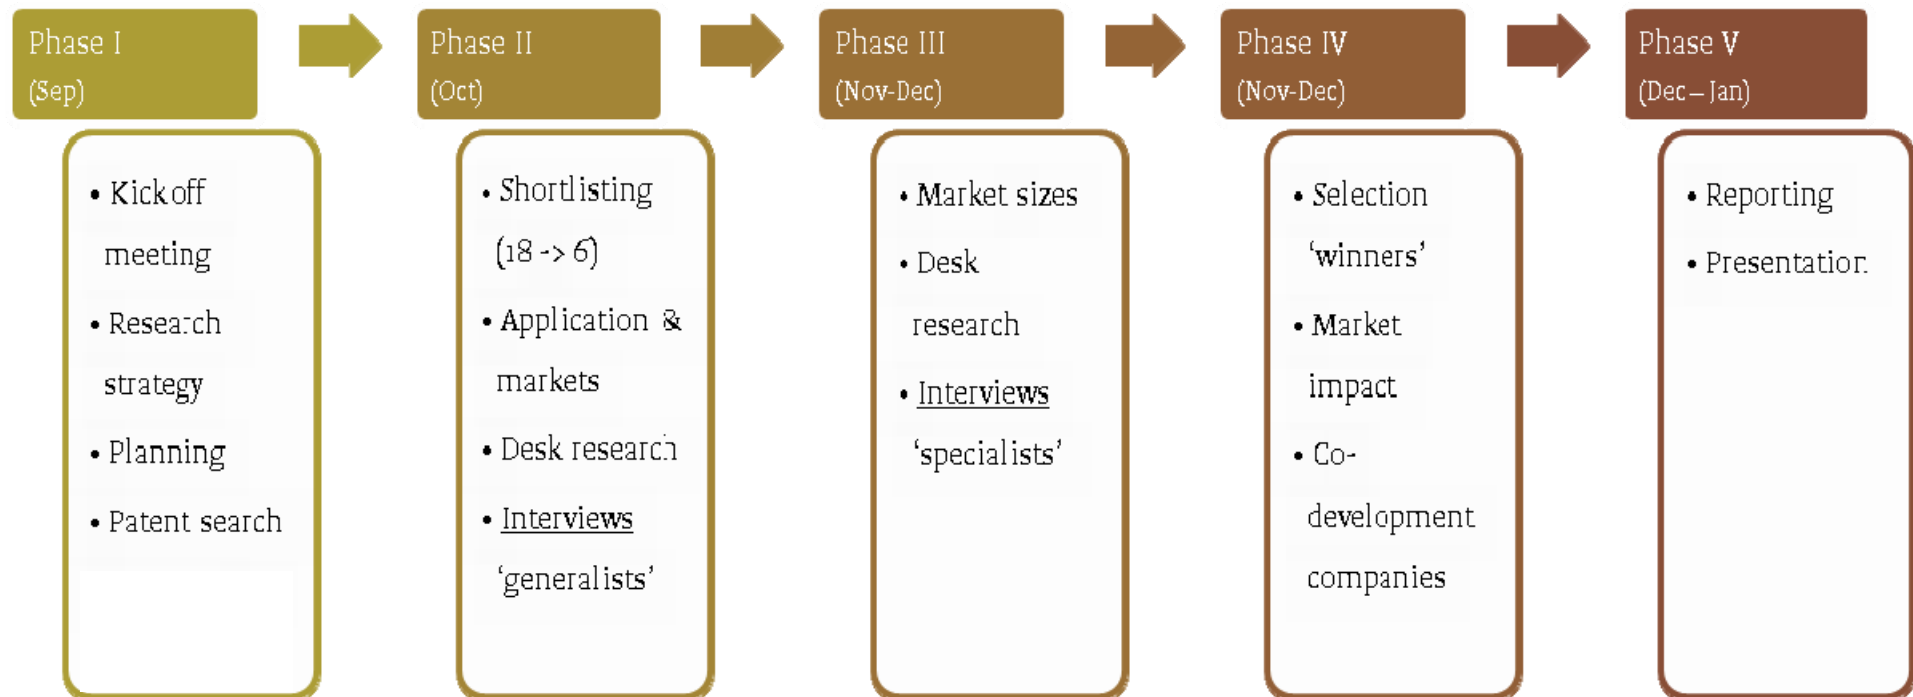 Phase I
(Sep)
• Kickoff
meeting
• Research
strategy
• Planning
• Patent search
Phase II
(Oct)
• Shortlisting
(18 -> 6)
• Application &
markets
• Desk research
• Interviews
‘generalists’
Phase III
(Nov-Dec)
• Market sizes
• Desk
research
• Interviews
‘specialists’
Phase IV
(Nov-Dec)
• Selection
‘winners’
• Market
impact
• Co-
development
companies
Phase V
(Dec–Jan)
• Reporting
• Presentation